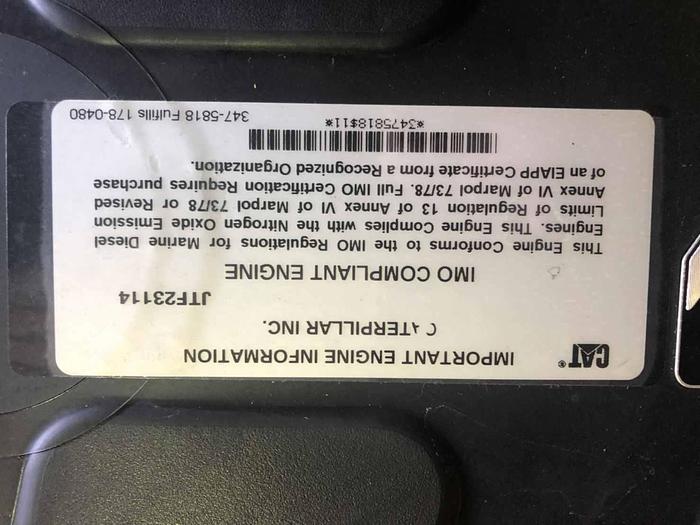 CAT®
IMPORTANT ENGINE INFORMATION
CATERPILLAR INC.
JTF23114
IMO COMPLIANT ENGINE
This Engine Conforms to the IMO Regulations for Marine Diesel
Engines. This Engine Complies with the Nitrogen Oxide Emission
Limits of Regulation 13 of Annex VI of Marpol 73/78 or Revised
Annex VI of Marpol 73/78. Full IMO Certification Requires purchase
of an EIAPP Certificate from a Recognized Organization.
*3475818$11*
347-5818 Fulfills 178-0480